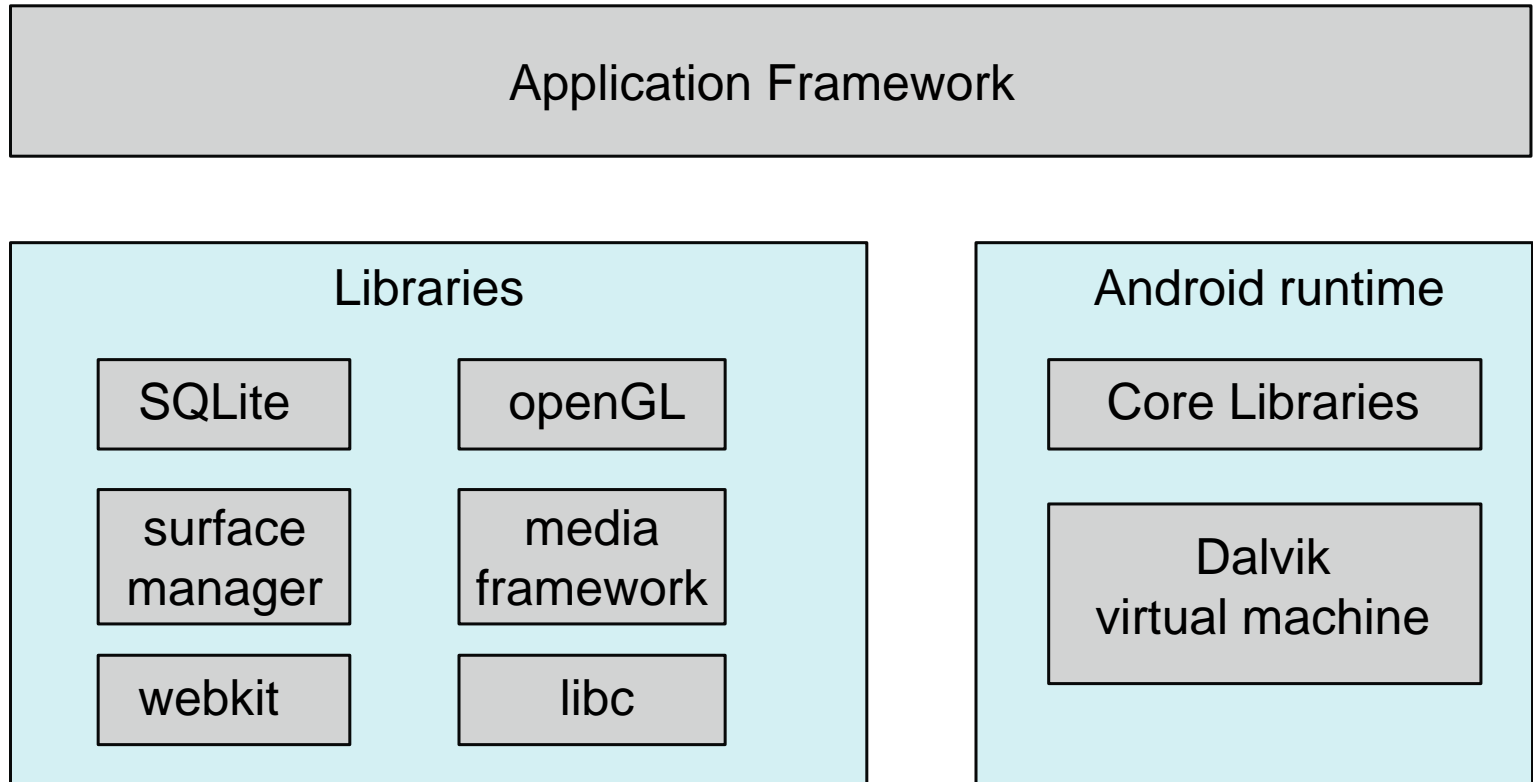 Application Framework
Libraries
SQLite
openGL
surface
manager
media
framework
webkit
libc
Android runtime
Core Libraries
Dalvik
virtual machine